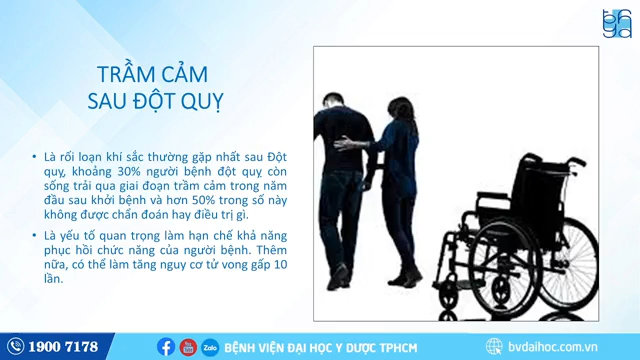 TRẦM CẢM
SAU ĐỘT QUỴ
• Là rối loạn khí sắc thường gặp nhất sau Đột
quỵ, khoảng 30% người bệnh đột quỵ còn
sống trải qua giai đoạn trầm cảm trong năm
đầu sau khởi bệnh và hơn 50% trong số này
không được chẩn đoán hay điều trị gì.
• Là yếu tố quan trọng làm hạn chế khả năng
phục hồi chức năng của người bệnh. Thêm
nữa, có thể làm tăng nguy cơ tử vong gấp 10
lần.
1900 7178
Zalo
BỆNH VIỆN ĐẠI HỌC Y DƯỢC TPHCM
bvdaihoc.com.vn